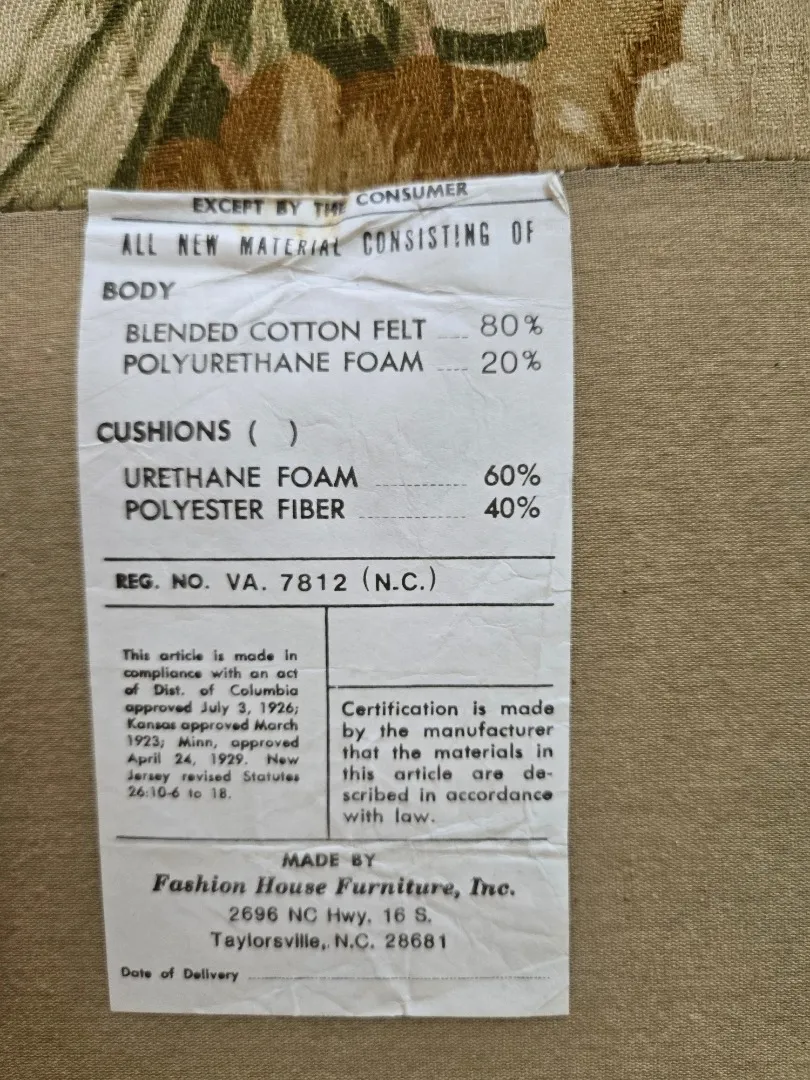 EXCEPT BY THE CONSUMER
ALL NEW MATERIAL CONSISTING OF
BODY
BLENDED COTTON FELT .... 80%
POLYURETHANE FOAM .... 20%
CUSHIONS ( )
URETHANE FOAM .............. 60%
POLYESTER FIBER .............. 40%
REG. NO. VA. 7812 (N.C.)
This article is made in
compliance with an act
of Dist. of Columbia
approved July 3, 1926;
Kansas approved March
1923; Minn, approved
April 24, 1929. New
Jersey revised Statutes
26:10-6 to 18.
Certification is made
by the manufacturer
that the materials in
this article are de-
scribed in accordance
with law.
MADE BY
Fashion House Furniture, Inc.
2696 NC Hwy. 16 S.
Taylorsville, N.C. 28681
Date of Delivery